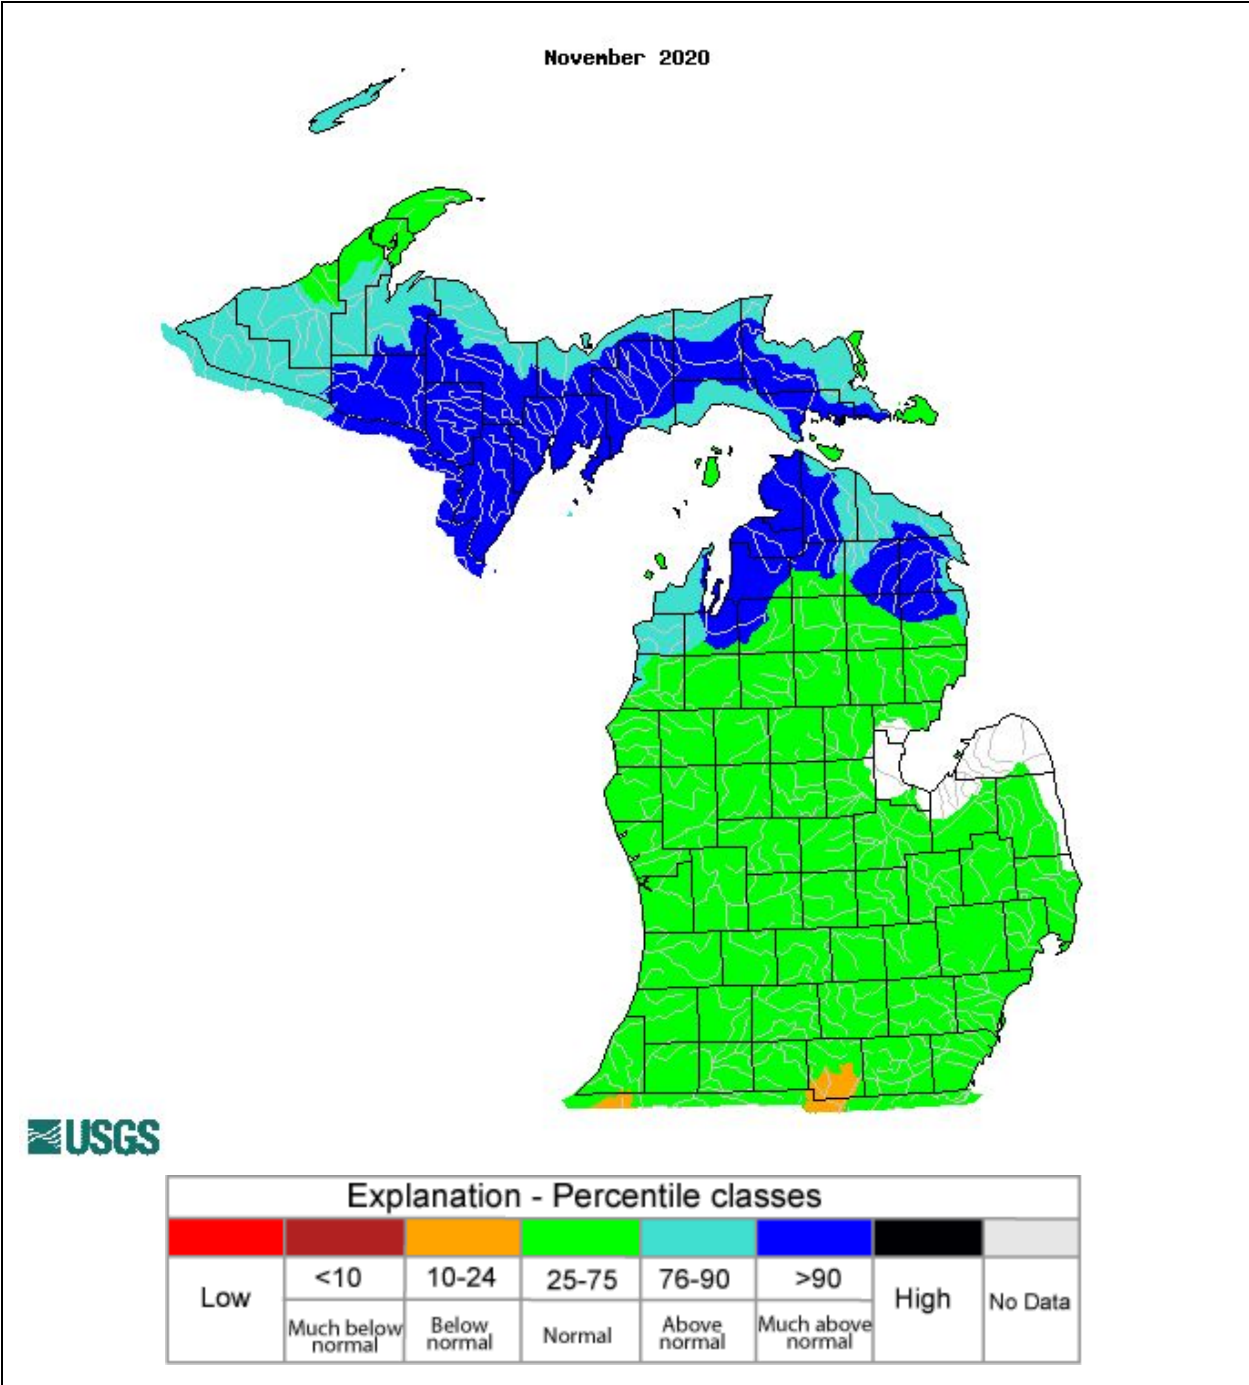 November 2020
USGS
Explanation - Percentile classes
Low
<10
10-24
25-75
76-90
>90
High
No Data
Much below
normal
Below
normal
Normal
Above
normal
Much above
normal